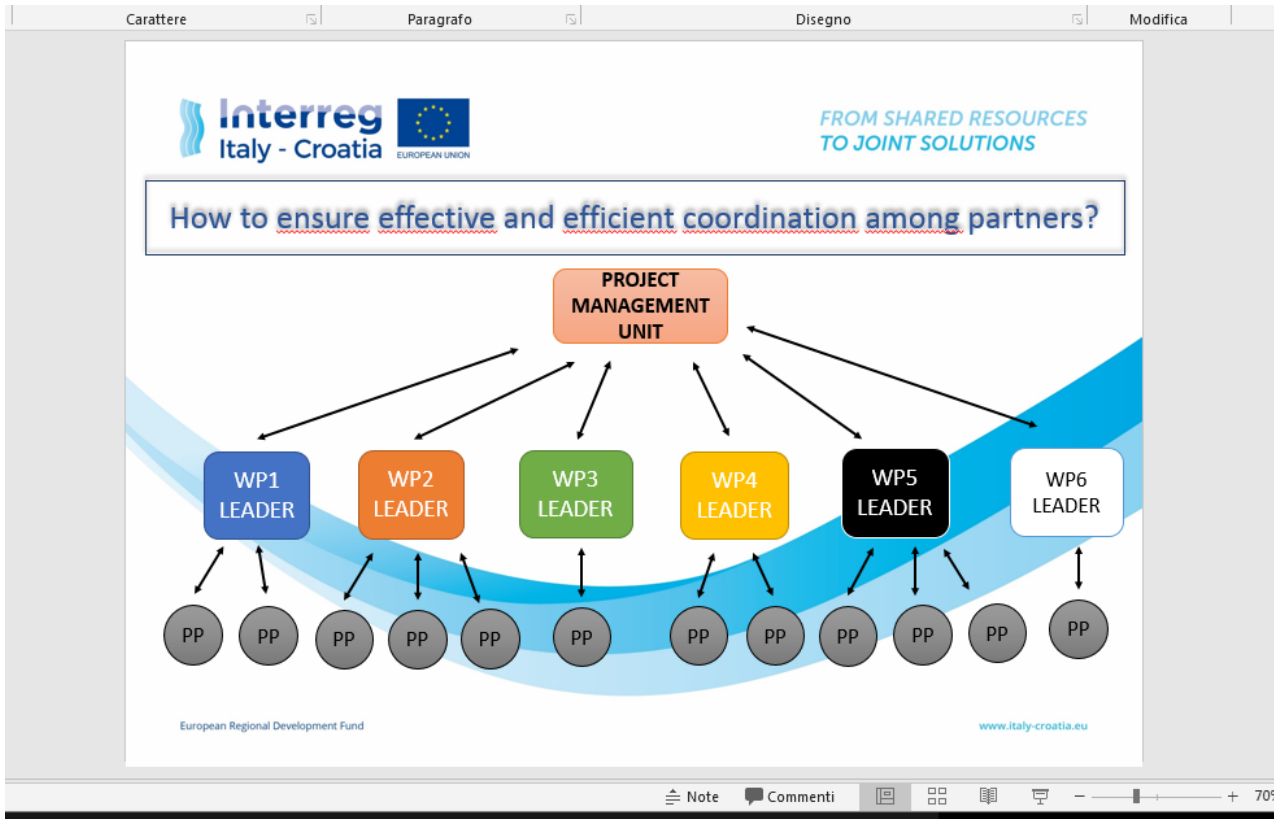 Carattere Paragrafo Disegno Modifica
Interreg
Italy - Croatia
EUROPEAN UNION
FROM SHARED RESOURCES
TO JOINT SOLUTIONS
How to ensure effective and efficient coordination among partners?
PROJECT
MANAGEMENT
UNIT
WP1
LEADER
WP2
LEADER
WP3
LEADER
WP4
LEADER
WP5
LEADER
WP6
LEADER
PP PP PP PP PP PP PP PP PP PP PP PP
European Regional Development Fund www.italy-croatia.eu
Note Commenti 70%